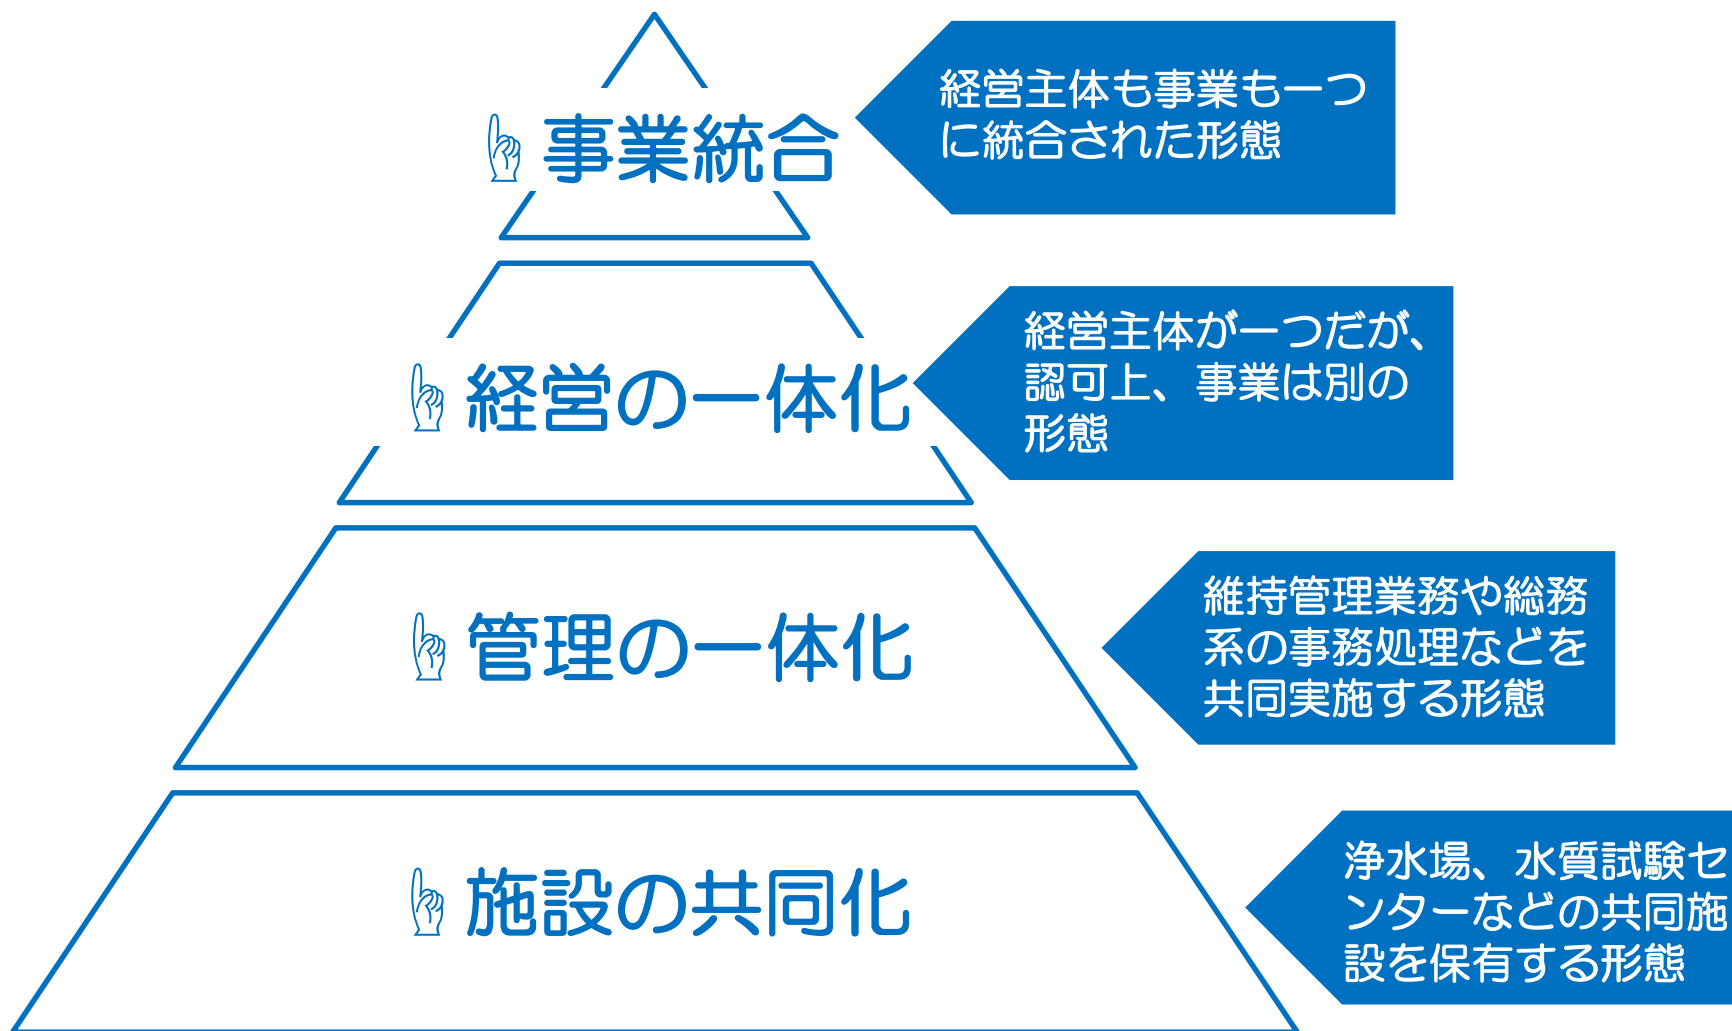 ☝事業統合
経営主体も事業も一つ
に統合された形態
☝経営の一体化
経営主体が一つだが、
認可上、事業は別の
形態
☝管理の一体化
維持管理業務や総務
系の事務処理などを
共同実施する形態
☝施設の共同化
浄水場、水質試験セ
ンターなどの共同施
設を保有する形態